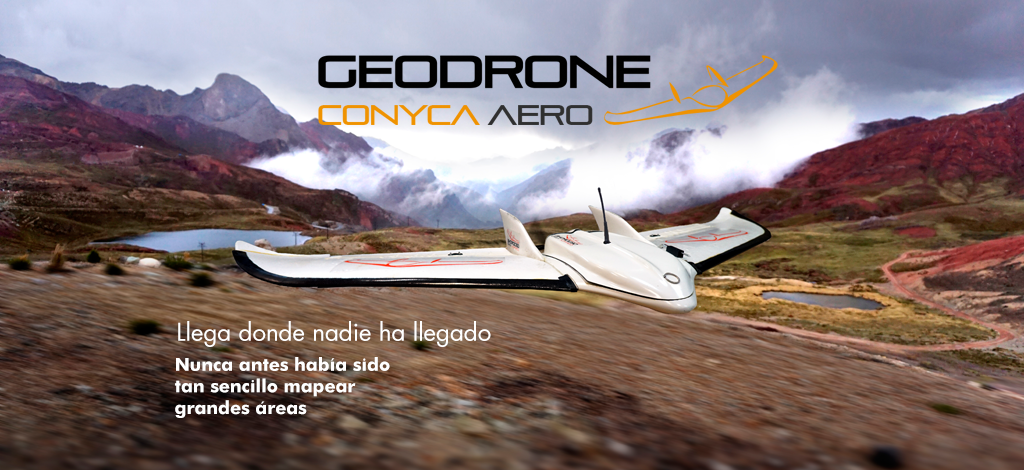 GEODRONE
CONYCA AERO
Llega donde nadie ha llegado
Nunca antes había sido
tan sencillo mapear
grandes áreas